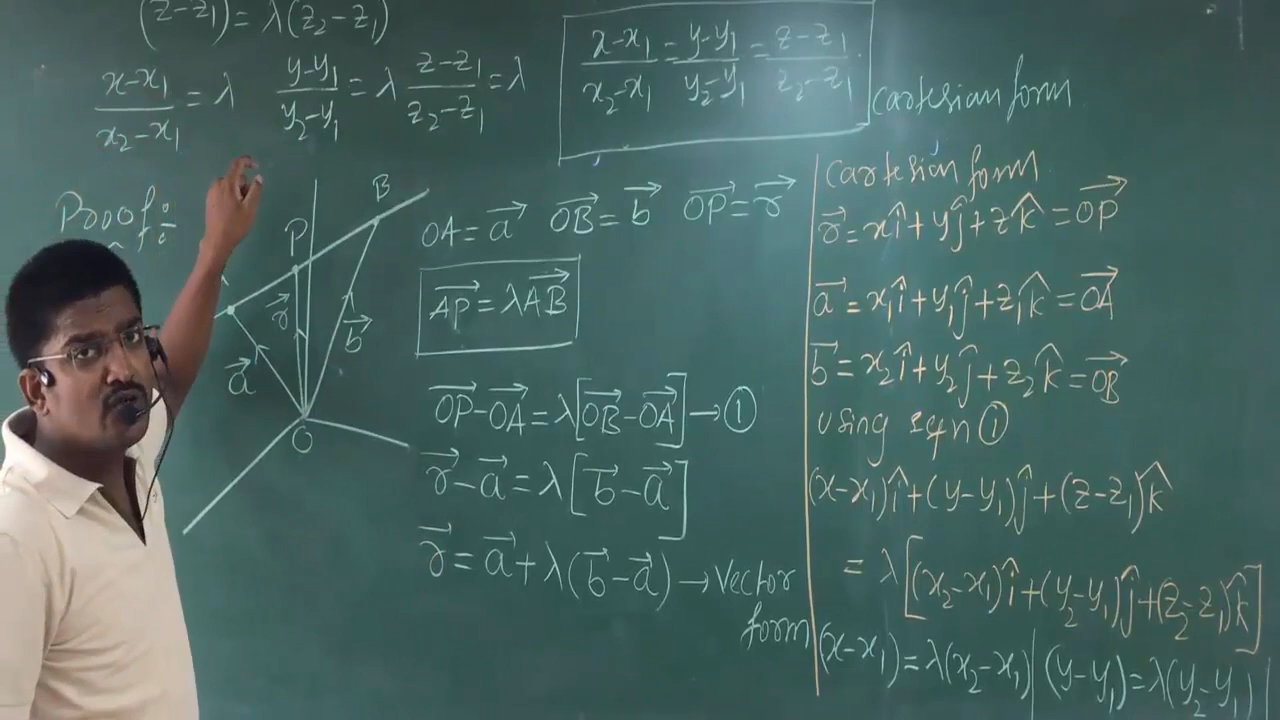 (z-z₁) = λ(z₂-z₁)
(x-x₁)/(x₂-x₁) = λ (y-y₁)/(y₂-y₁) = λ (z-z₁)/(z₂-z₁) = λ
(x-x₁)/(x₂-x₁) = (y-y₁)/(y₂-y₁) = (z-z₁)/(z₂-z₁) cartesian form
Proof:
B
P
r⃗
b⃗
a⃗
O
OA = a⃗ OB⃗ = b⃗ OP⃗ = r⃗
AP⃗ = λAB⃗
OP⃗ - OA⃗ = λ[OB⃗ - OA⃗] → ①
r⃗ - a⃗ = λ[b⃗ - a⃗]
r⃗ = a⃗ + λ(b⃗ - a⃗) → Vector
form
cartesian form
r⃗ = xî + yĵ + zk̂ = OP⃗
a⃗ = x₁î + y₁ĵ + z₁k̂ = OA⃗
b⃗ = x₂î + y₂ĵ + z₂k̂ = OB⃗
using eqn ①
(x-x₁)î + (y-y₁)ĵ + (z-z₁)k̂
= λ[(x₂-x₁)î + (y₂-y₁)ĵ + (z₂-z₁)k̂]
(x-x₁) = λ(x₂-x₁) | (y-y₁) = λ(y₂-y₁) |